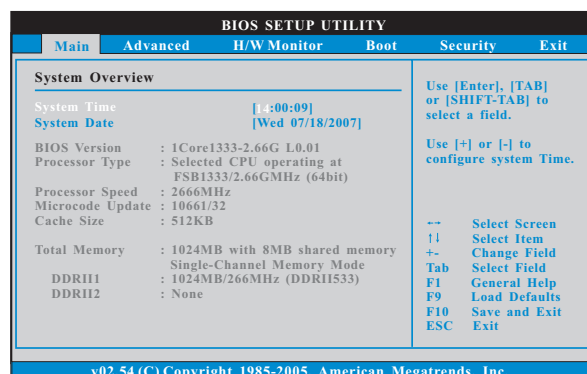 BIOS SETUP UTILITY
Main Advanced H/W Monitor Boot Security Exit
System Overview
System Time [14:00:09]
System Date [Wed 07/18/2007]
BIOS Version : 1Core1333-2.66G L0.01
Processor Type : Selected CPU operating at
FSB1333/2.66GMHz (64bit)
Processor Speed : 2666MHz
Microcode Update : 10661/32
Cache Size : 512KB
Total Memory : 1024MB with 8MB shared memory
Single-Channel Memory Mode
DDRII1 : 1024MB/266MHz (DDRII533)
DDRII2 : None
Use [Enter], [TAB]
or [SHIFT-TAB] to
select a field.
Use [+] or [-] to
configure system Time.
←→ Select Screen
↑↓ Select Item
+- Change Field
Tab Select Field
F1 General Help
F9 Load Defaults
F10 Save and Exit
ESC Exit
v02.54 (C) Copyright 1985-2005, American Megatrends, Inc.